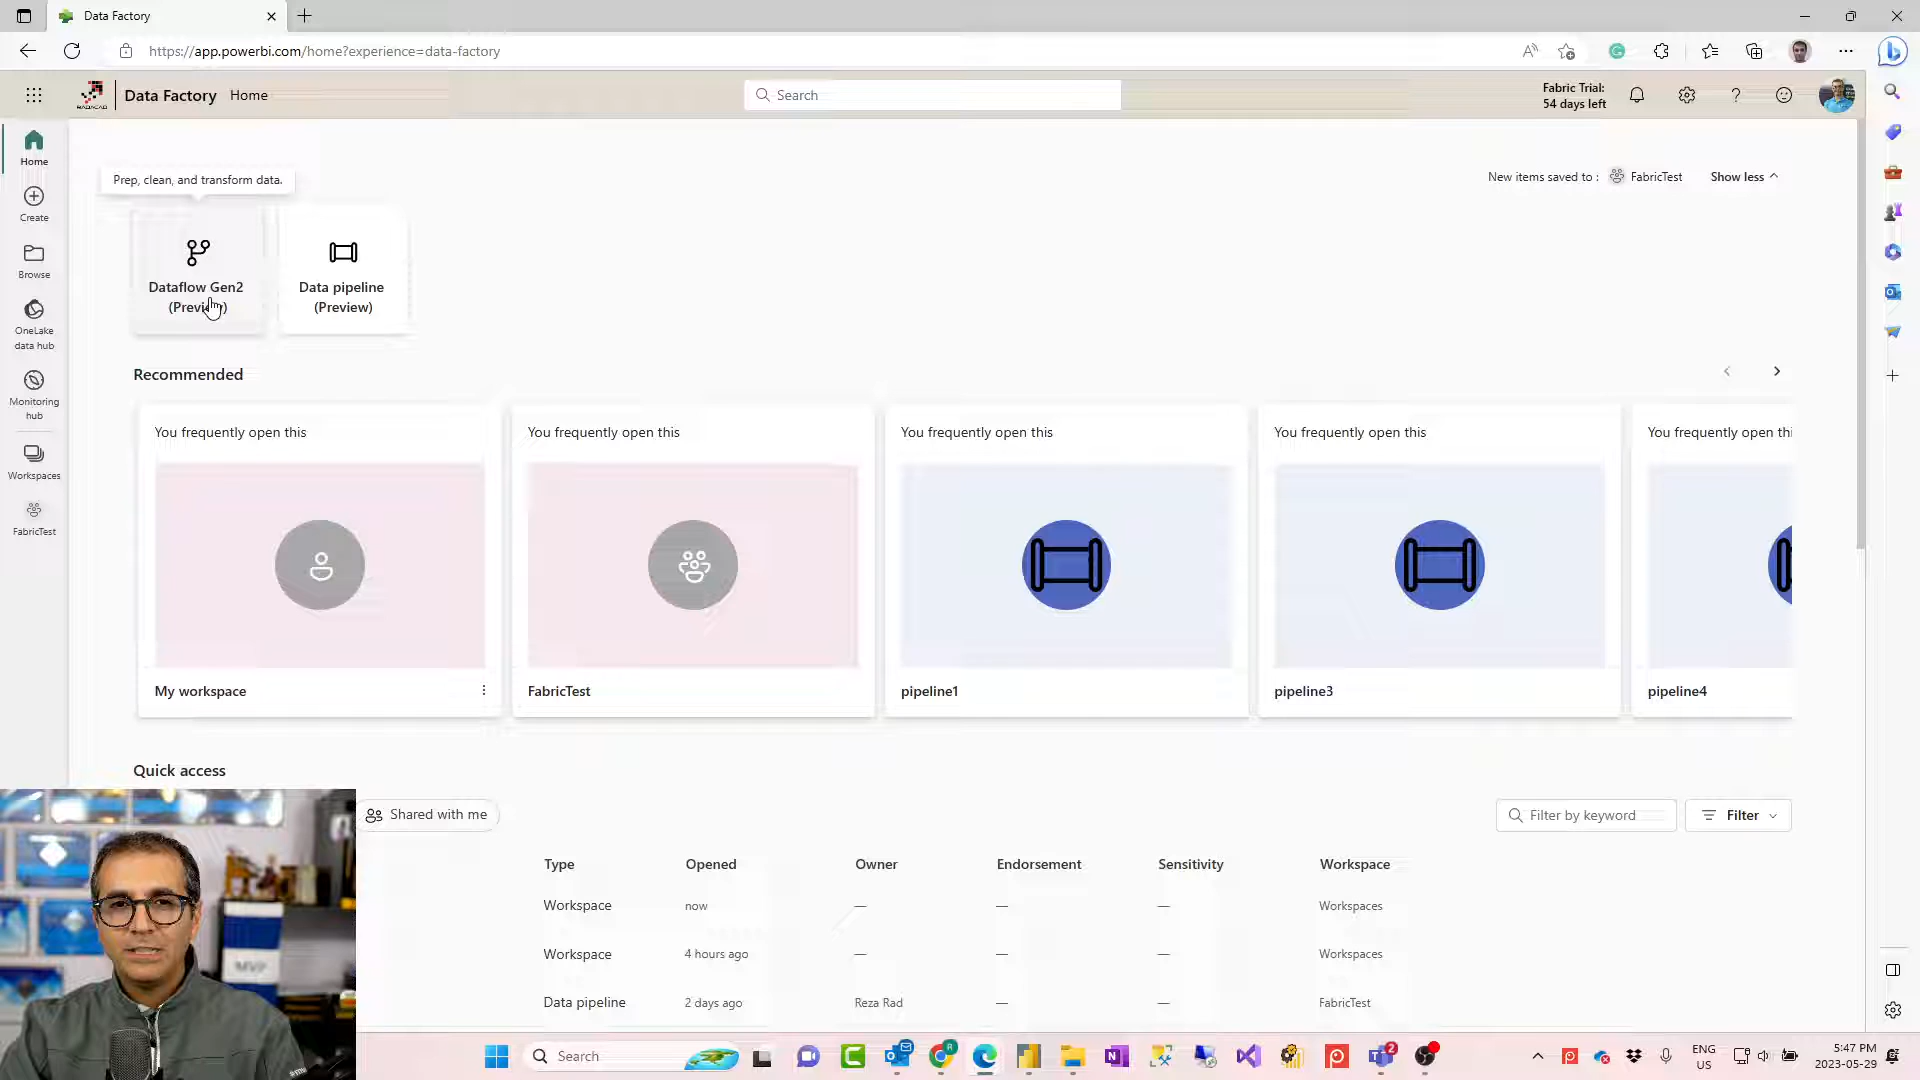 Data Factory
https://app.powerbi.com/home?experience=data-factory
RADACAD
Data Factory Home
Search
Fabric Trial:
54 days left
Home
Create
Browse
OneLake
data hub
Monitoring
hub
Workspaces
FabricTest
Prep, clean, and transform data.
New items saved to : FabricTest Show less
Dataflow Gen2
(Preview)
Data pipeline
(Preview)
Recommended
You frequently open this
My workspace
You frequently open this
FabricTest
You frequently open this
pipeline1
You frequently open this
pipeline3
You frequently open thi
pipeline4
Quick access
Shared with me
Filter by keyword
Filter
Type Opened Owner Endorsement Sensitivity Workspace
Workspace now — — — Workspaces
Workspace 4 hours ago — — — Workspaces
Data pipeline 2 days ago Reza Rad — — FabricTest
MVP
Search
2
ENG
US
5:47 PM
2023-05-29